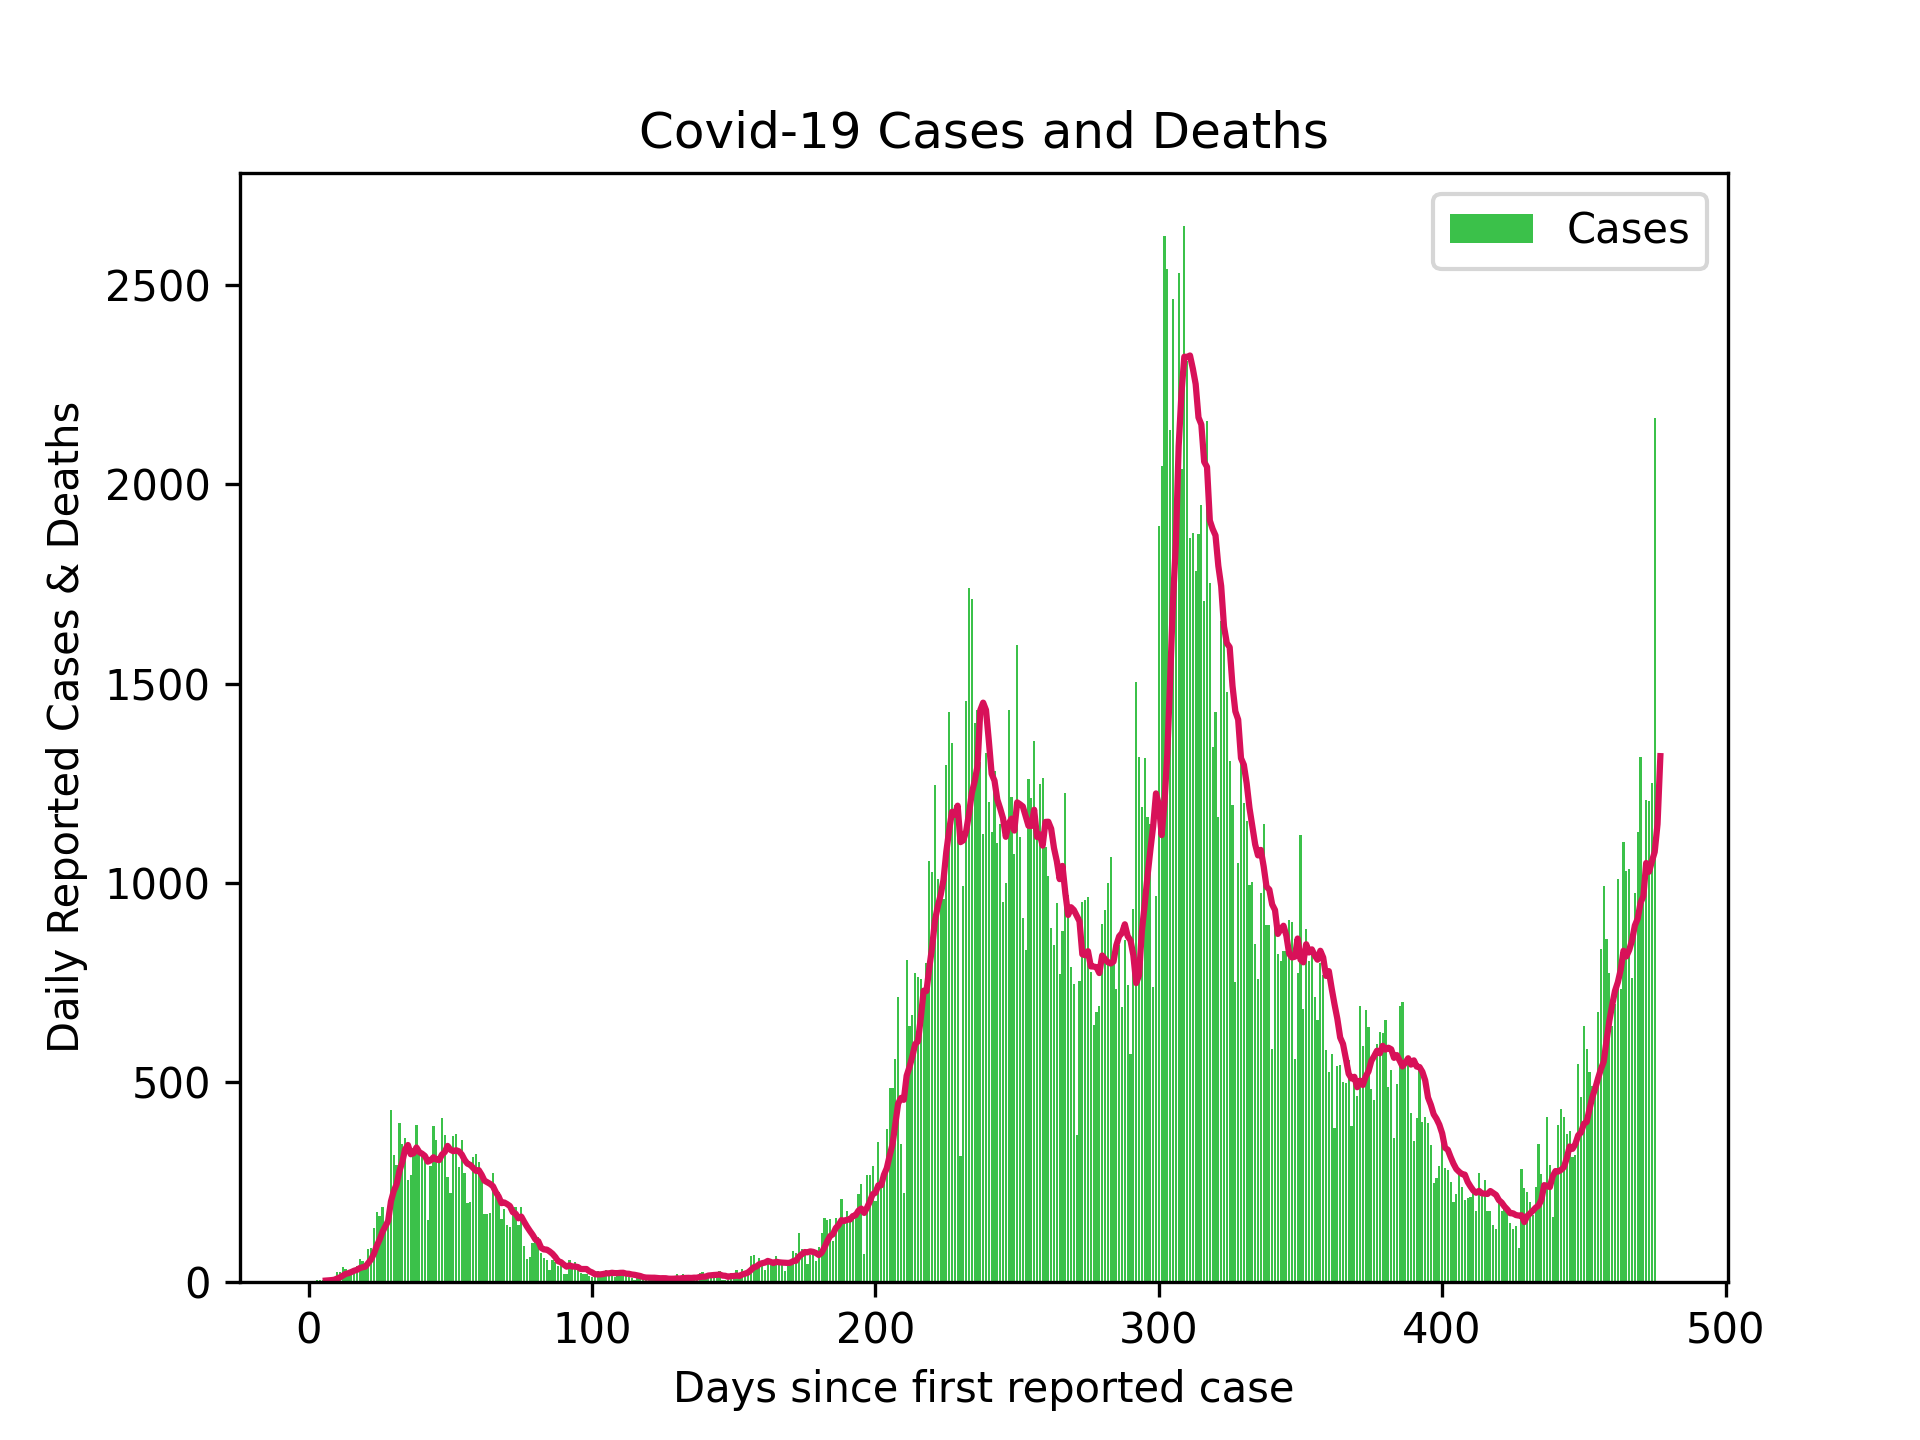 Covid-19 Cases and Deaths
Cases
Daily Reported Cases & Deaths
2500
2000
1500
1000
500
0
0 100 200 300 400 500
Days since first reported case